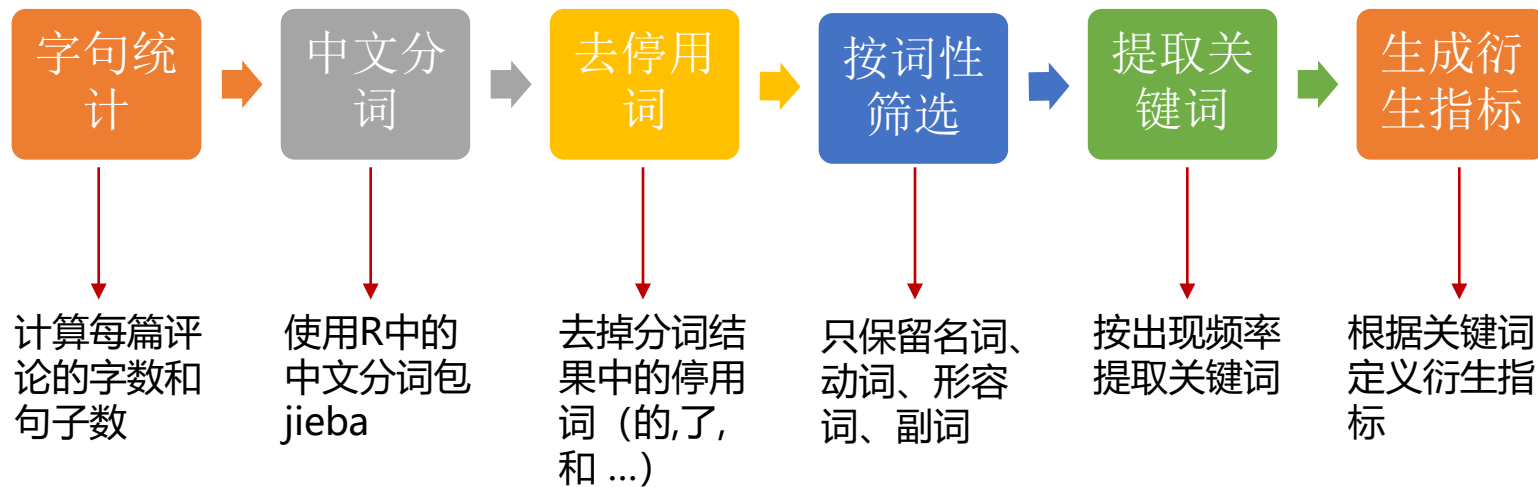 字句统
计
中文分
词
去停用
词
按词性
筛选
提取关
键词
生成衍
生指标
计算每篇评
论的字数和
句子数
使用R中的
中文分词包
jieba
去掉分词结
果中的停用
词（的,了,
和 ...）
只保留名词、
动词、形容
词、副词
按出现频率
提取关键词
根据关键词
定义衍生指
标